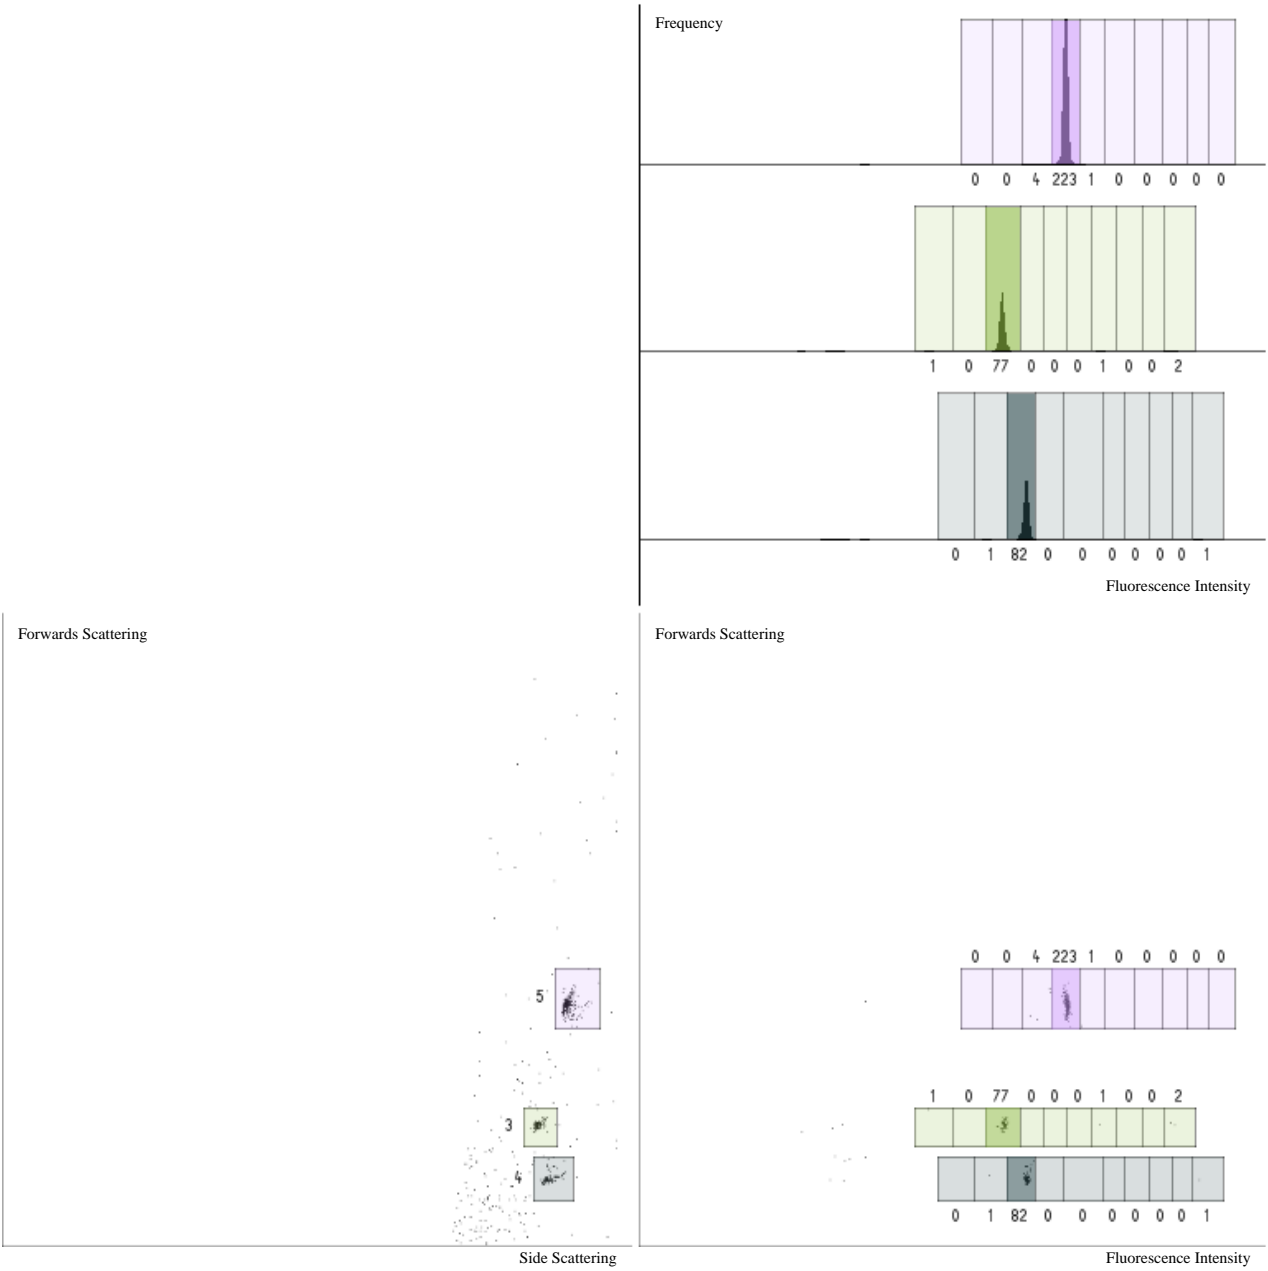 Frequency
0 0 4 223 1 0 0 0 0 0
1 0 77 0 0 0 1 0 0 2
0 1 82 0 0 0 0 0 0 1
Fluorescence Intensity
Forwards Scattering
5
3
4
Side Scattering
Forwards Scattering
0 0 4 223 1 0 0 0 0 0
1 0 77 0 0 0 1 0 0 2
0 1 82 0 0 0 0 0 0 1
Fluorescence Intensity